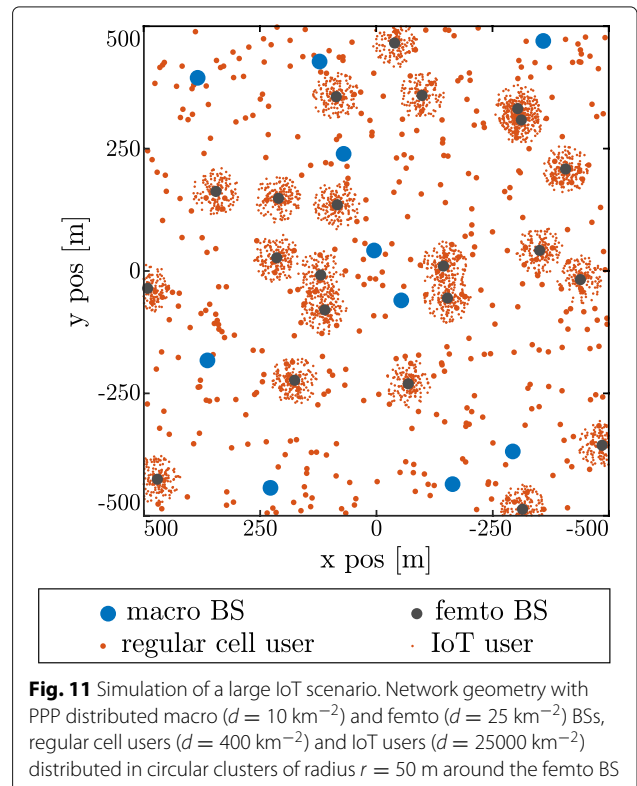 500
250
0
-250
-500
y pos [m]
500 250 0 -250 -500
x pos [m]
macro BS femto BS
regular cell user IoT user
Fig. 11 Simulation of a large IoT scenario. Network geometry with
PPP distributed macro (d = 10 km⁻²) and femto (d = 25 km⁻²) BSs,
regular cell users (d = 400 km⁻²) and IoT users (d = 25000 km⁻²)
distributed in circular clusters of radius r = 50 m around the femto BS